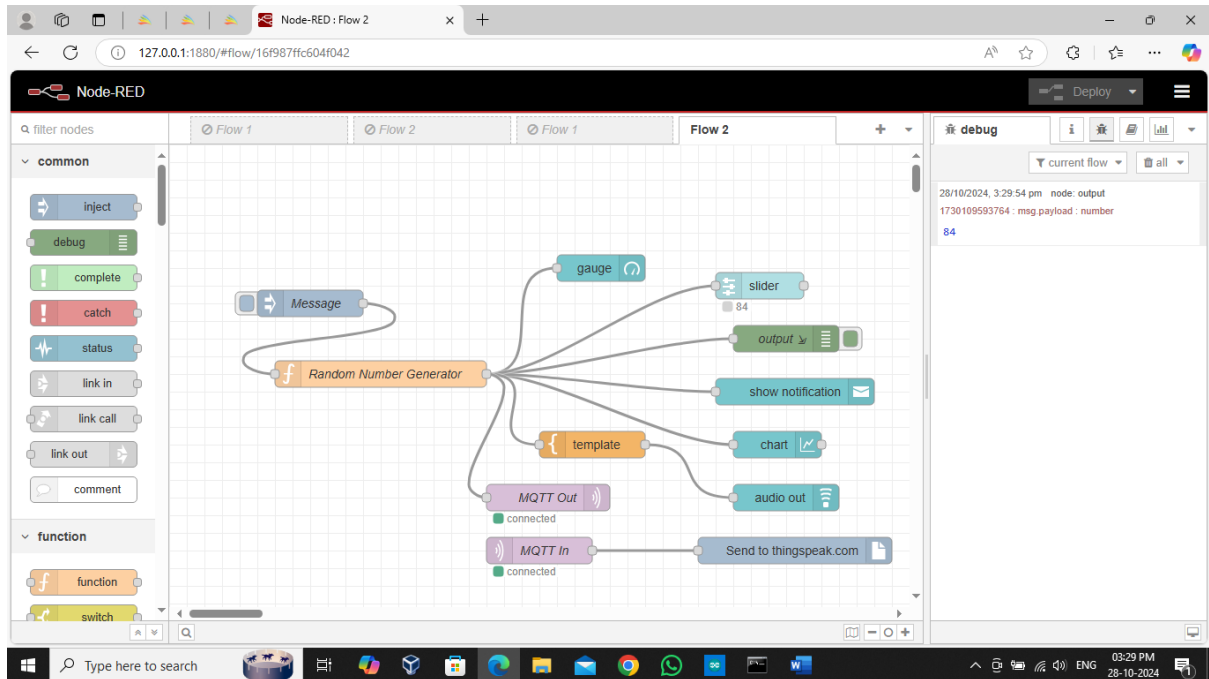 Node-RED : Flow 2
127.0.0.1:1880/#flow/16f987ffc604f042
Node-RED
Deploy
filter nodes
Flow 1
Flow 2
Flow 1
Flow 2
debug
common
current flow
all
inject
debug
complete
catch
status
link in
link call
link out
comment
function
function
switch
28/10/2024, 3:29:54 pm node: output
1730109593764 : msg.payload : number
84
gauge
slider
84
Message
output
Random Number Generator
show notification
template
chart
MQTT Out
connected
audio out
MQTT In
connected
Send to thingspeak.com
Type here to search
ENG
03:29 PM
28-10-2024